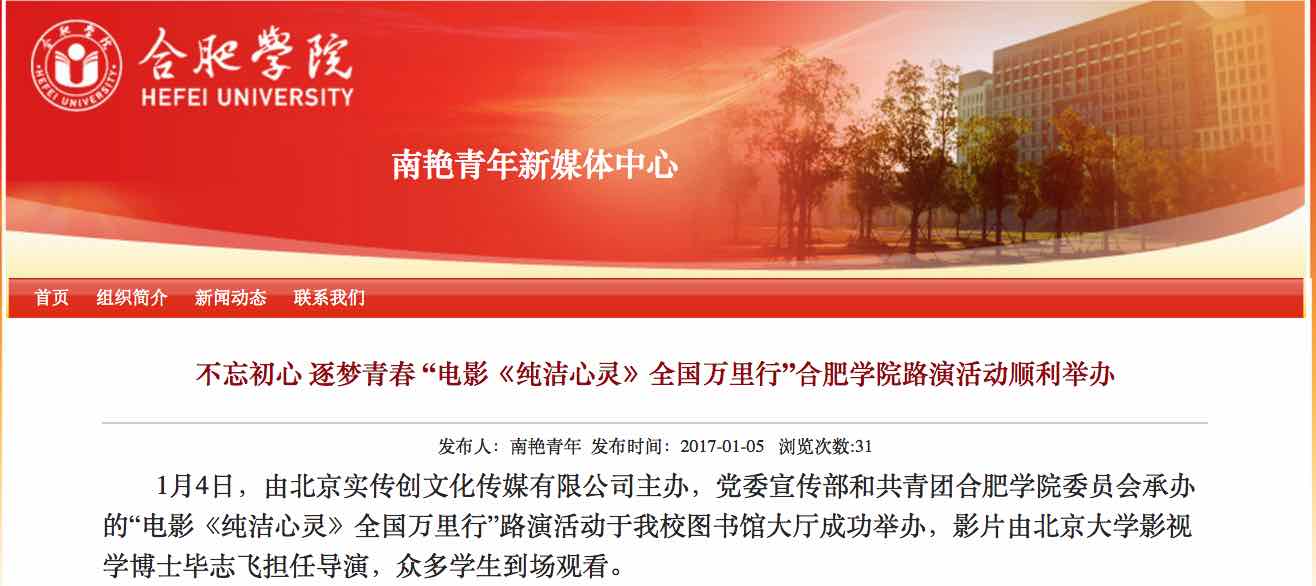 合肥学院
HEFEI UNIVERSITY
合肥学院
HEFEI UNIVERSITY
南艳青年新媒体中心
首页 组织简介 新闻动态 联系我们
不忘初心 逐梦青春 “电影《纯洁心灵》全国万里行”合肥学院路演活动顺利举办
发布人：南艳青年 发布时间：2017-01-05 浏览次数:31
1月4日，由北京实传创文化传媒有限公司主办，党委宣传部和共青团合肥学院委员会承办
的“电影《纯洁心灵》全国万里行”路演活动于我校图书馆大厅成功举办，影片由北京大学影视
学博士毕志飞担任导演，众多学生到场观看。